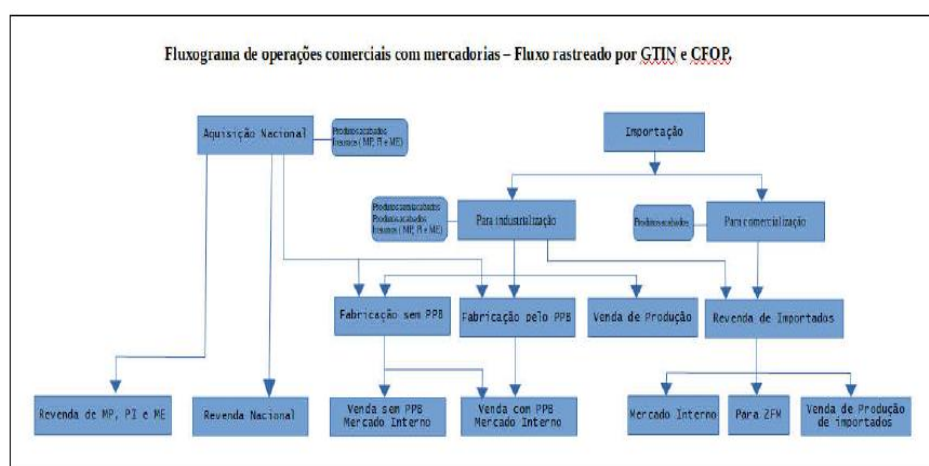 Fluxograma de operações comerciais com mercadorias – Fluxo rastreado por GTIN e CFOP.
Aquisição Nacional
Produtos acabados
Insumos ( MP, PI e ME)
Importação
Produtos semiacabados
Produtos acabados
Insumos ( MP, PI e ME)
Para industrialização
Produtos acabados
Para comercialização
Fabricação sem PPB
Fabricação pelo PPB
Venda de Produção
Revenda de Importados
Revenda de MP, PI e ME
Revenda Nacional
Venda sem PPB
Mercado Interno
Venda com PPB
Mercado Interno
Mercado Interno
Para ZFM
Venda de Produção
de importados